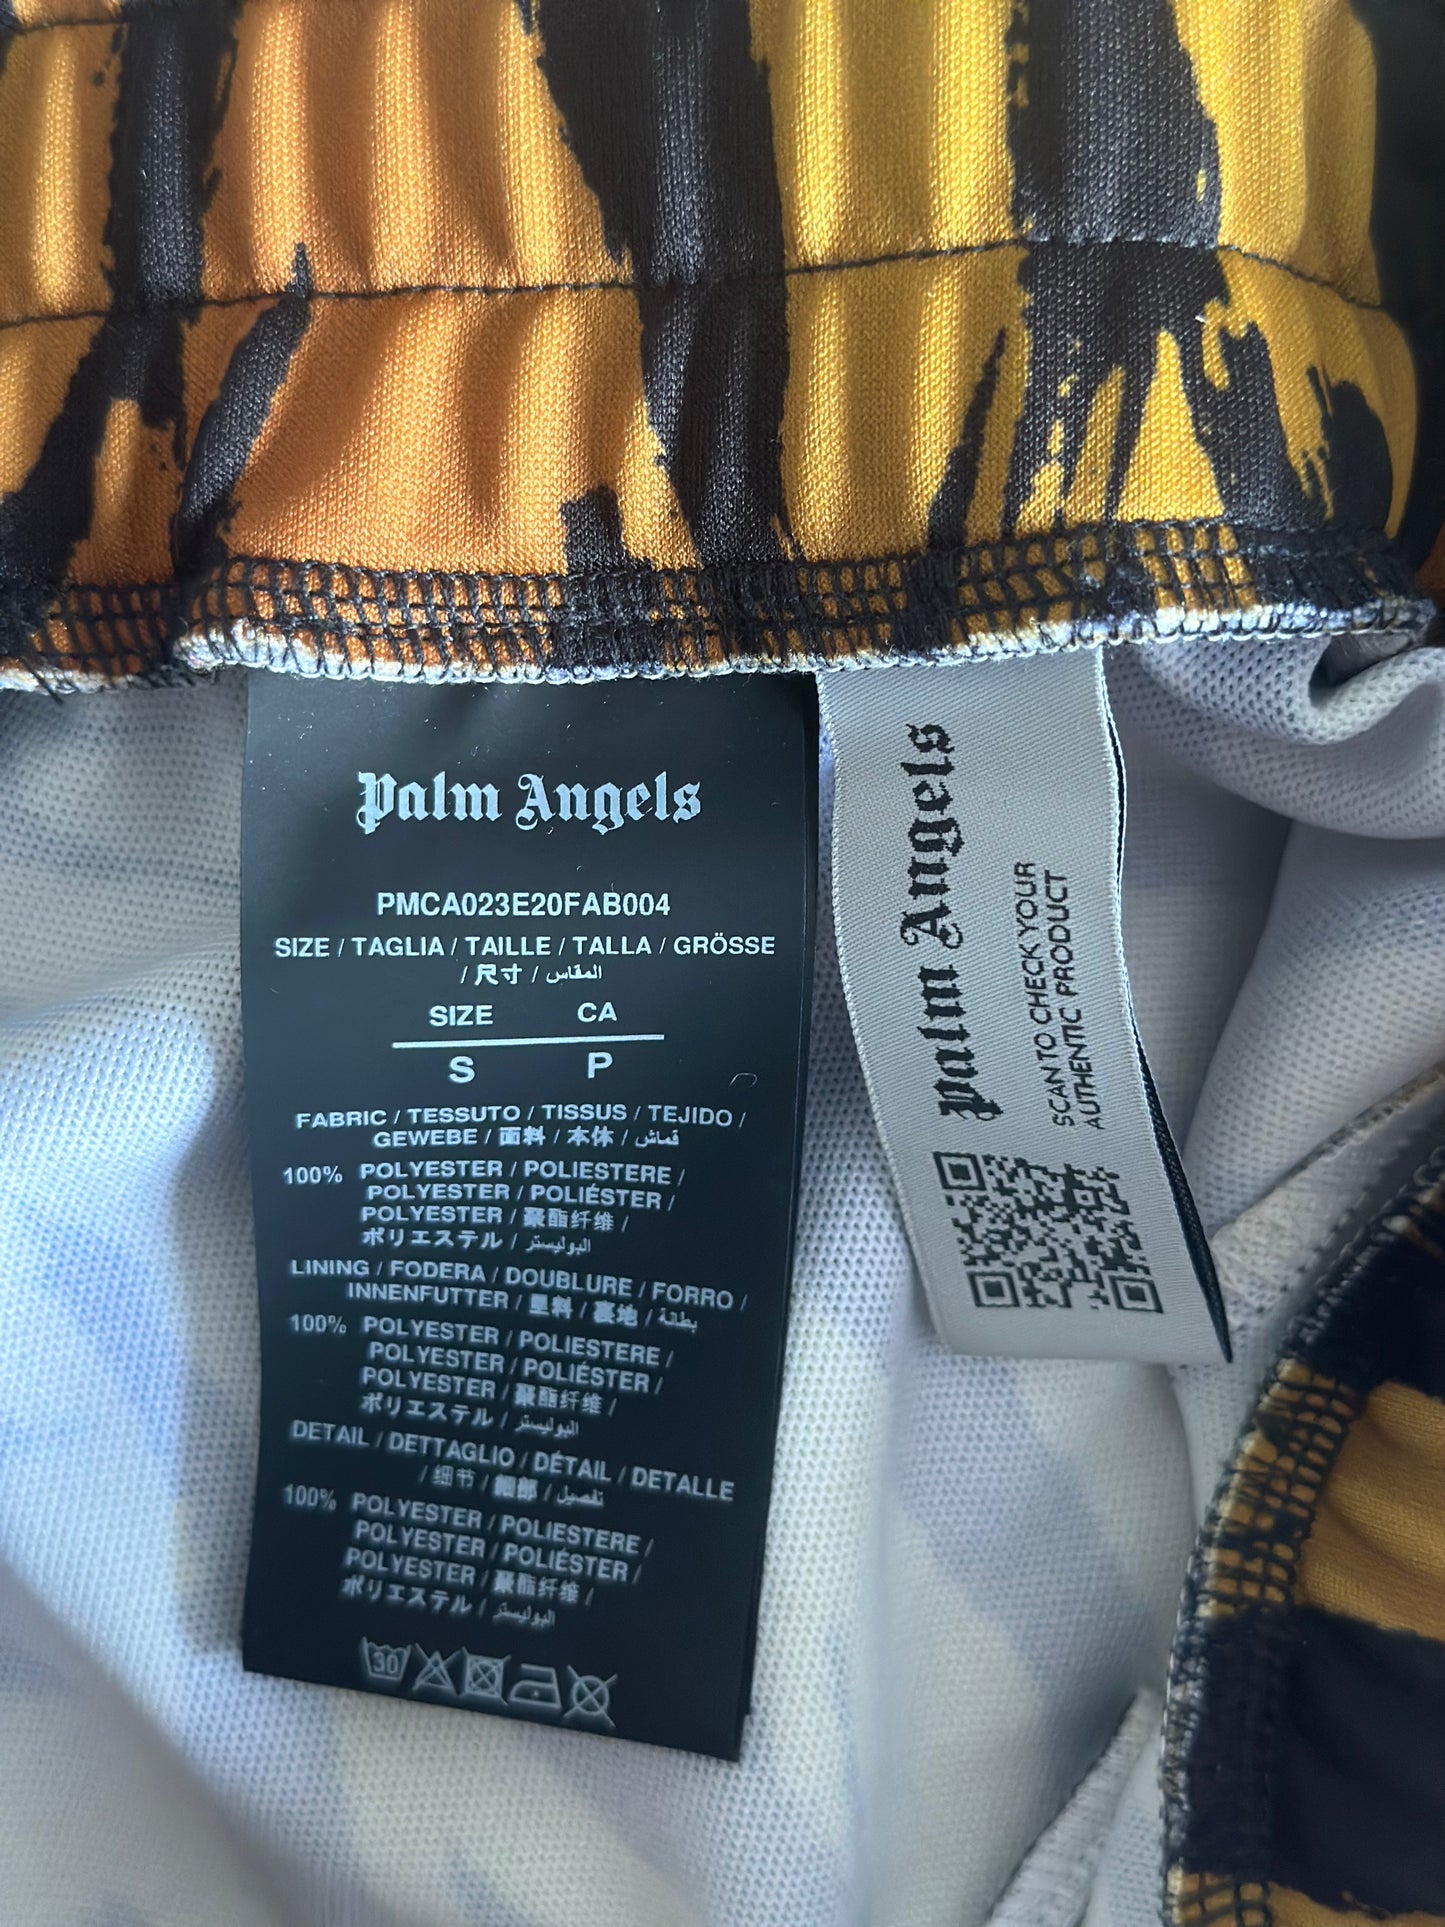 Palm Angels
PMCA023E20FAB004
SIZE / TAGLIA / TAILLE / TALLA / GRÖSSE
/ 尺寸 / المقاس
SIZE CA
S P
FABRIC / TESSUTO / TISSUS / TEJIDO /
GEWEBE / 面料 / 本体 / قماش
100% POLYESTER / POLIESTERE /
POLYESTER / POLIÉSTER /
POLYESTER / 聚酯纤维 /
ポリエステル / البوليستر
LINING / FODERA / DOUBLURE / FORRO /
INNENFUTTER / 里料 / 裏地 / بطانة
100% POLYESTER / POLIESTERE /
POLYESTER / POLIÉSTER /
POLYESTER / 聚酯纤维 /
ポリエステル / البوليستر
DETAIL / DETTAGLIO / DÉTAIL / DETALLE
/ 细节 / 細部 / تفصيل
100% POLYESTER / POLIESTERE /
POLYESTER / POLIÉSTER /
POLYESTER / 聚酯纤维 /
ポリエステル / البوليستر
30
Palm Angels
SCAN TO CHECK YOUR
AUTHENTIC PRODUCT